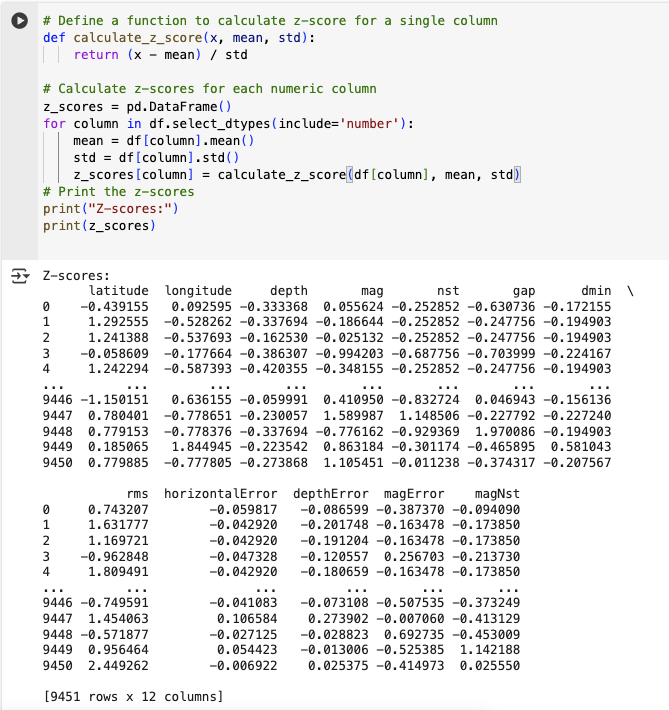 # Define a function to calculate z-score for a single column
def calculate_z_score(x, mean, std):
    return (x - mean) / std

# Calculate z-scores for each numeric column
z_scores = pd.DataFrame()
for column in df.select_dtypes(include='number'):
    mean = df[column].mean()
    std = df[column].std()
    z_scores[column] = calculate_z_score(df[column], mean, std)
# Print the z-scores
print("Z-scores:")
print(z_scores)

Z-scores:
      latitude  longitude     depth       mag       nst       gap      dmin  \
0    -0.439155   0.092595 -0.333368  0.055624 -0.252852 -0.630736 -0.172155
1     1.292555  -0.528262 -0.337694 -0.186644 -0.252852 -0.247756 -0.194903
2     1.241388  -0.537693 -0.162530 -0.025132 -0.252852 -0.247756 -0.194903
3    -0.058609  -0.177664 -0.386307 -0.994203 -0.687756 -0.703999 -0.224167
4     1.242294  -0.587393 -0.420355 -0.348155 -0.252852 -0.247756 -0.194903
...        ...        ...       ...       ...       ...       ...       ...
9446 -1.150151   0.636155 -0.059991  0.410950 -0.832724  0.046943 -0.156136
9447  0.780401  -0.778651 -0.230057  1.589987  1.148506 -0.227792 -0.227240
9448  0.779153  -0.778376 -0.337694 -0.776162 -0.929369  1.970086 -0.194903
9449  0.185065   1.844945 -0.223542  0.863184 -0.301174 -0.465895  0.581043
9450  0.779885  -0.777805 -0.273868  1.105451 -0.011238 -0.374317 -0.207567

           rms  horizontalError  depthError  magError    magNst
0     0.743207        -0.059817   -0.086599 -0.387370 -0.094090
1     1.631777        -0.042920   -0.201748 -0.163478 -0.173850
2     1.169721        -0.042920   -0.191204 -0.163478 -0.173850
3    -0.962848        -0.047328   -0.120557  0.256703 -0.213730
4     1.809491        -0.042920   -0.180659 -0.163478 -0.173850
...        ...              ...         ...       ...       ...
9446 -0.749591        -0.041083   -0.073108 -0.507535 -0.373249
9447  1.454063         0.106584    0.273902 -0.007060 -0.413129
9448 -0.571877        -0.027125   -0.028823  0.692735 -0.453009
9449  0.956464         0.054423   -0.013006 -0.525385  1.142188
9450  2.449262        -0.006922    0.025375 -0.414973  0.025550

[9451 rows x 12 columns]